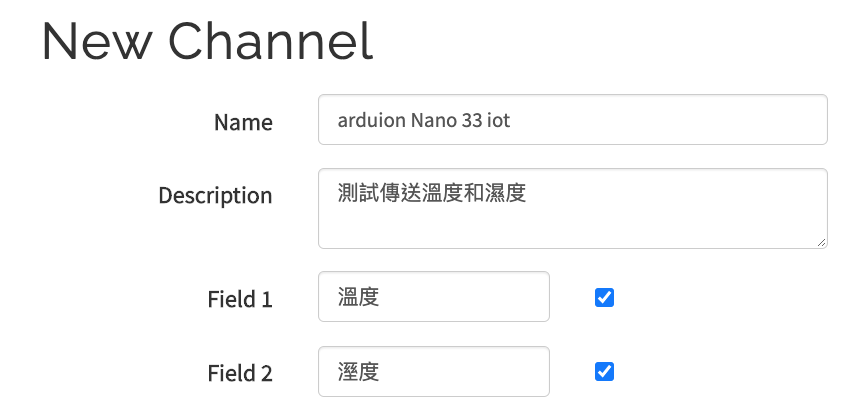 New Channel
Name
arduion Nano 33 iot
Description
測試傳送溫度和濕度
Field 1
溫度
Field 2
溼度